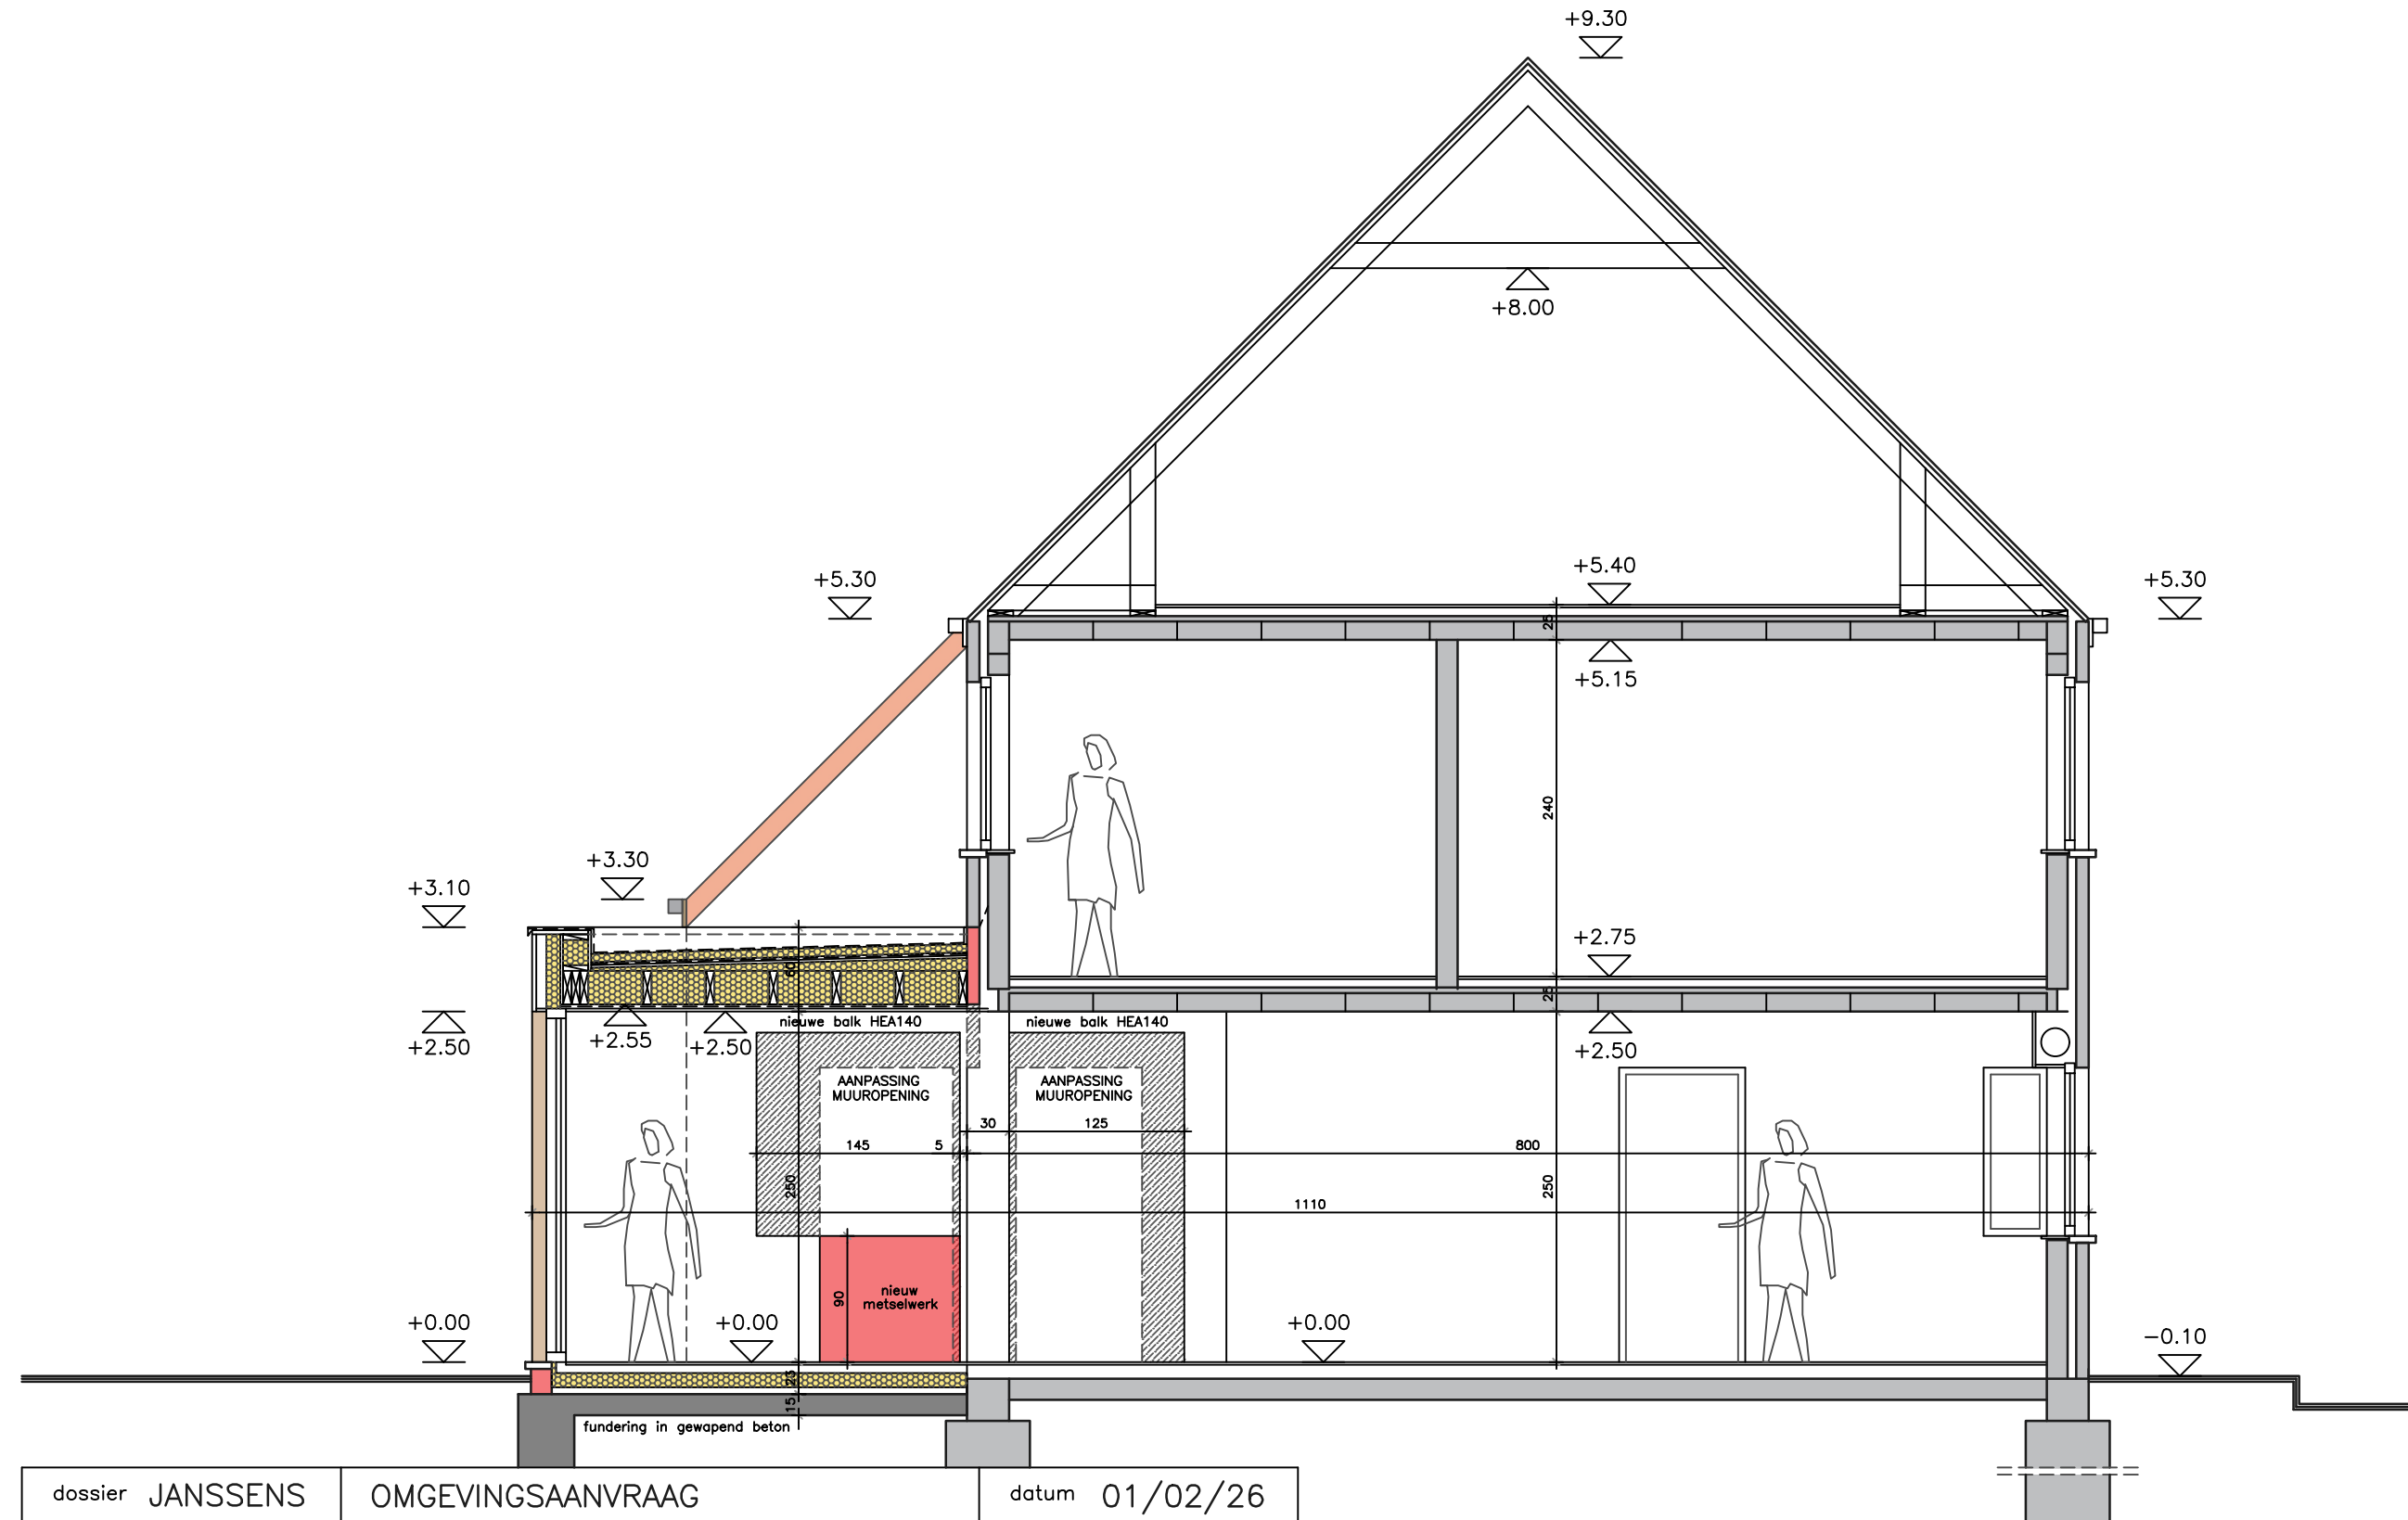 +9.30
+8.00
+5.30
+5.40
+5.30
25
+5.15
240
+3.30
+3.10
+2.75
60
25
+2.50
+2.55
+2.50
nieuwe balk HEA140
nieuwe balk HEA140
+2.50
AANPASSING
MUUROPENING
AANPASSING
MUUROPENING
30
125
145
5
800
250
250
1110
90
nieuw
metselwerk
+0.00
+0.00
+0.00
-0.10
25
15
fundering in gewapend beton
dossier JANSSENS
OMGEVINGSAANVRAAG
datum 01/02/26